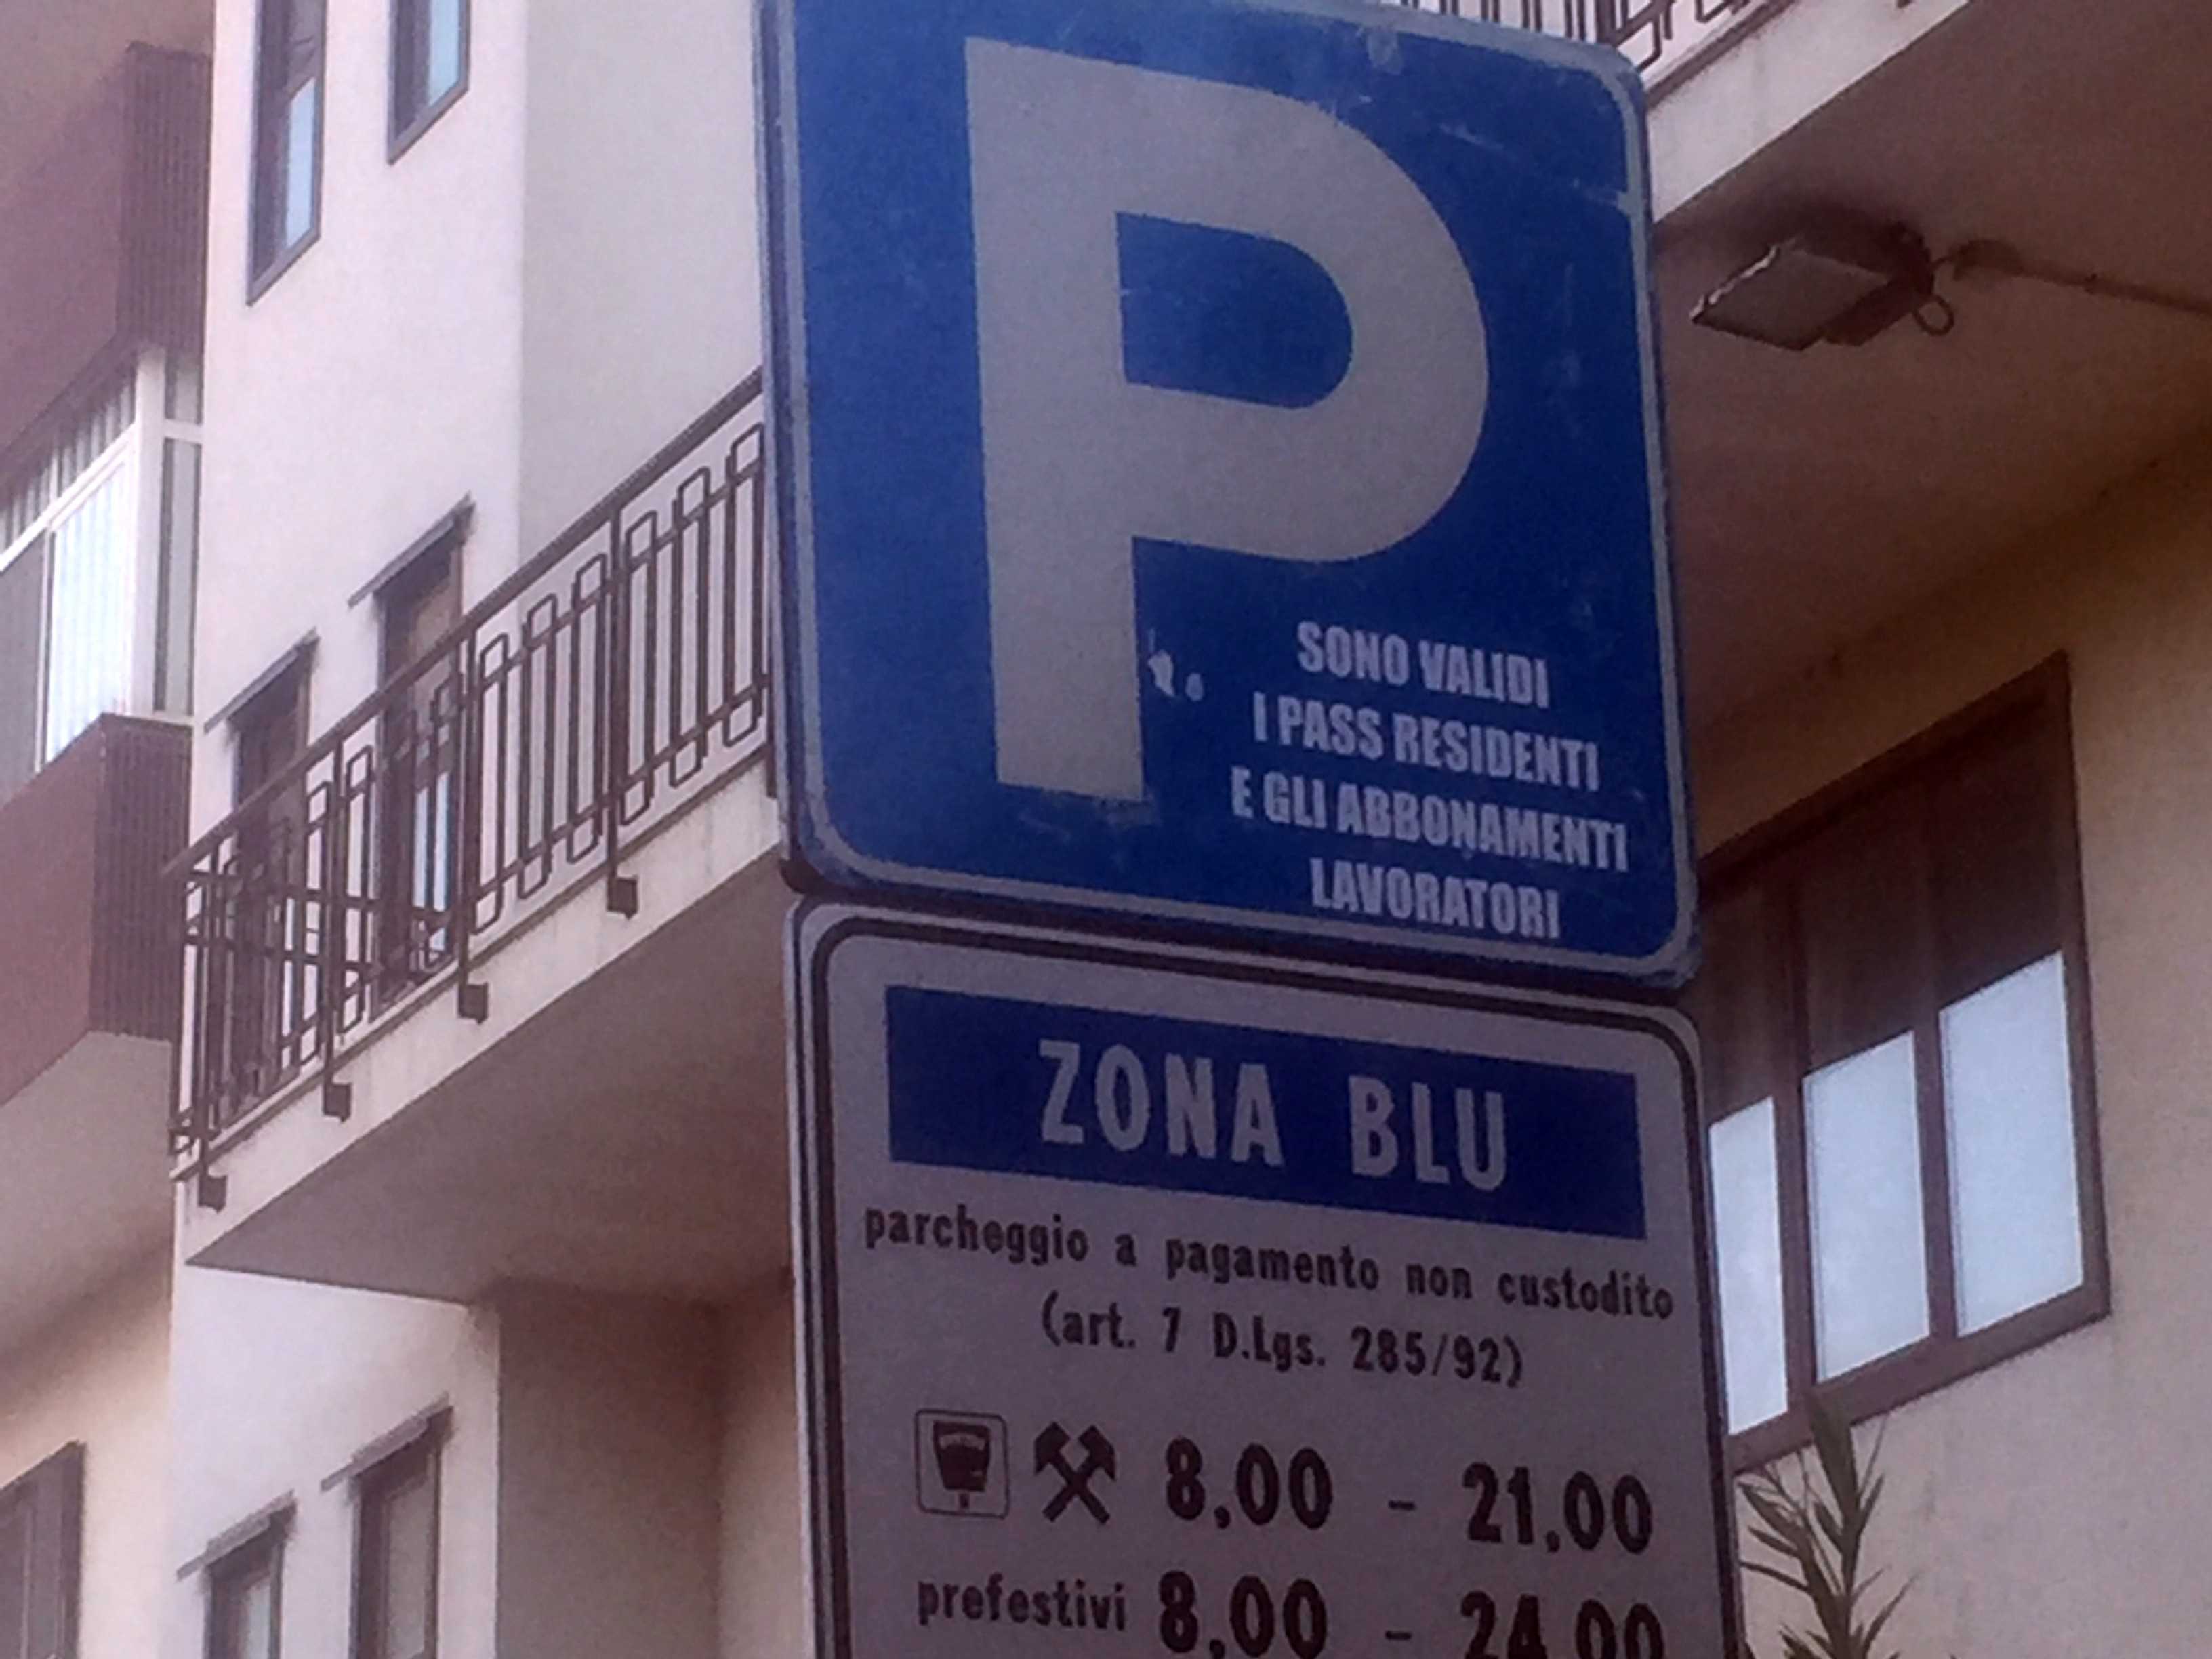 P
SONO VALIDI
I PASS RESIDENTI
E GLI ABBONAMENTI
LAVORATORI
ZONA BLU
parcheggio a pagamento non custodito
(art. 7 D.Lgs. 285/92)
8,00 - 21,00
prefestivi 8,00 - 24,00